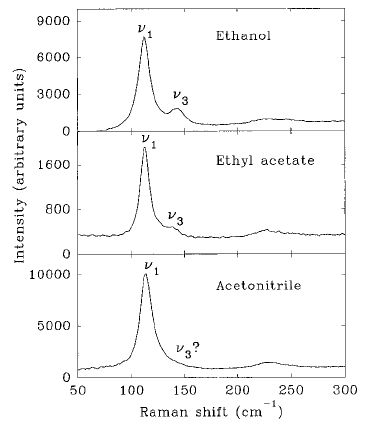 Intensity (arbitrary units)
9000
6000
3000
0
ν1
ν3
Ethanol
1600
800
0
ν1
ν3
Ethyl acetate
10000
5000
0
ν1
ν3?
Acetonitrile
50 100 150 200 250 300
Raman shift (cm-1)